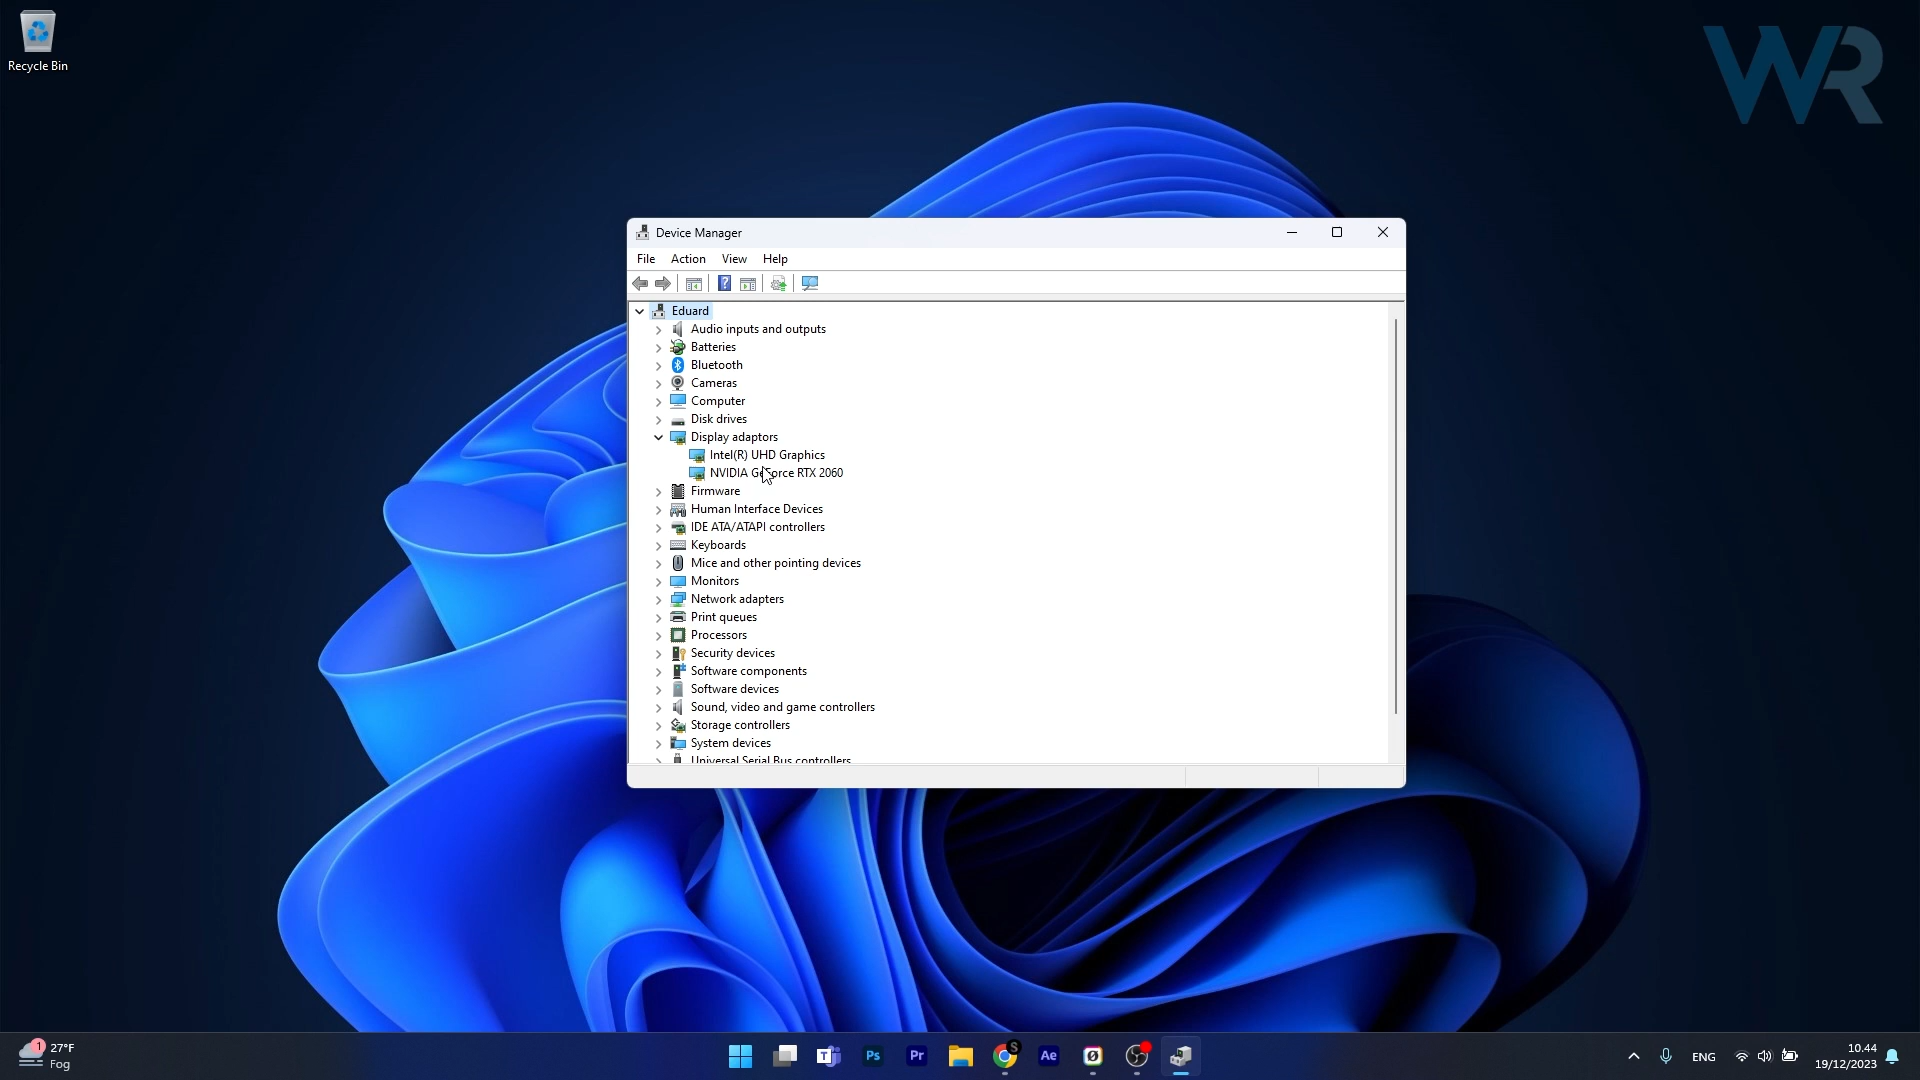 Recycle Bin
WR
Device Manager
File Action View Help
?
Eduard
Audio inputs and outputs
Batteries
Bluetooth
Cameras
Computer
Disk drives
Display adaptors
Intel(R) UHD Graphics
NVIDIA GeForce RTX 2060
Firmware
Human Interface Devices
IDE ATA/ATAPI controllers
Keyboards
Mice and other pointing devices
Monitors
Network adapters
Print queues
Processors
Security devices
Software components
Software devices
Sound, video and game controllers
Storage controllers
System devices
Universal Serial Bus controllers
1
27°F
Fog
T
Ps
Pr
S
Ae
ENG
10.44
19/12/2023